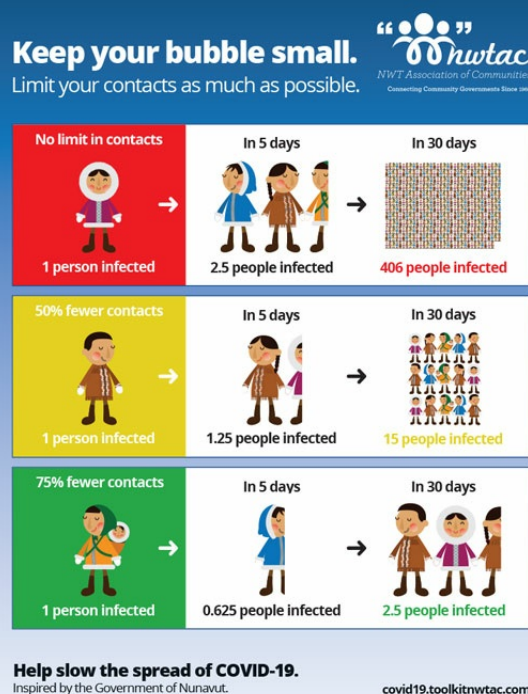 Keep your bubble small.
Limit your contacts as much as possible.
“ ”
nwtac
NWT Association of Communities
Connecting Community Governments Since
No limit in contacts
1 person infected
In 5 days
2.5 people infected
In 30 days
406 people infected
50% fewer contacts
1 person infected
In 5 days
1.25 people infected
In 30 days
15 people infected
75% fewer contacts
1 person infected
In 5 days
0.625 people infected
In 30 days
2.5 people infected
Help slow the spread of COVID-19.
Inspired by the Government of Nunavut.
covid19.toolkitnwtac.com